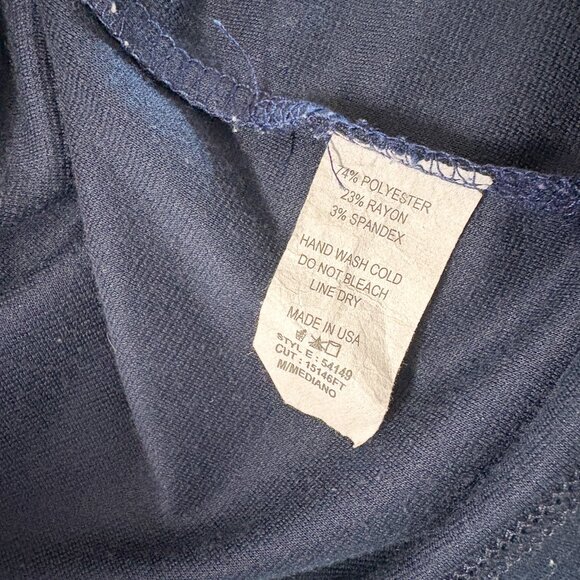 74% POLYESTER
23% RAYON
3% SPANDEX
HAND WASH COLD
DO NOT BLEACH
LINE DRY
MADE IN USA
STYLE : 54149
CUT : 15146FT
M/MEDIANO